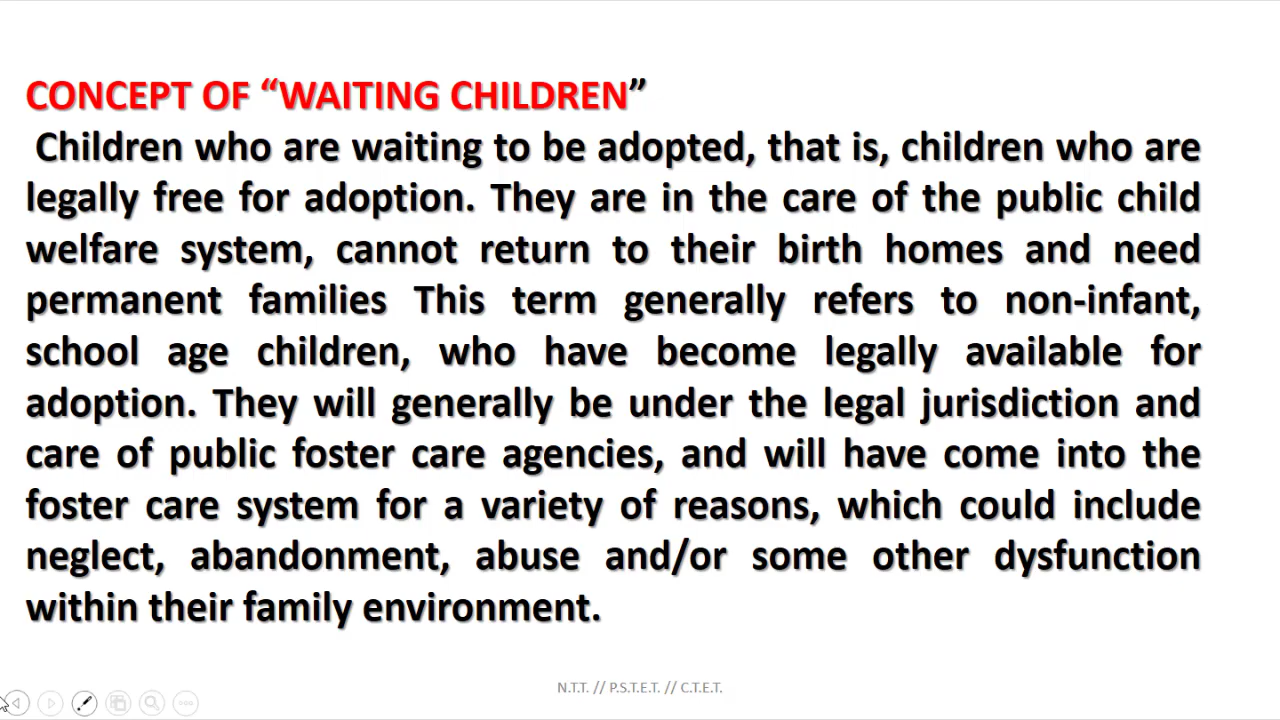 CONCEPT OF “WAITING CHILDREN”
Children who are waiting to be adopted, that is, children who are
legally free for adoption. They are in the care of the public child
welfare system, cannot return to their birth homes and need
permanent families This term generally refers to non-infant,
school age children, who have become legally available for
adoption. They will generally be under the legal jurisdiction and
care of public foster care agencies, and will have come into the
foster care system for a variety of reasons, which could include
neglect, abandonment, abuse and/or some other dysfunction
within their family environment.
N.T.T. // P.S.T.E.T. // C.T.E.T.